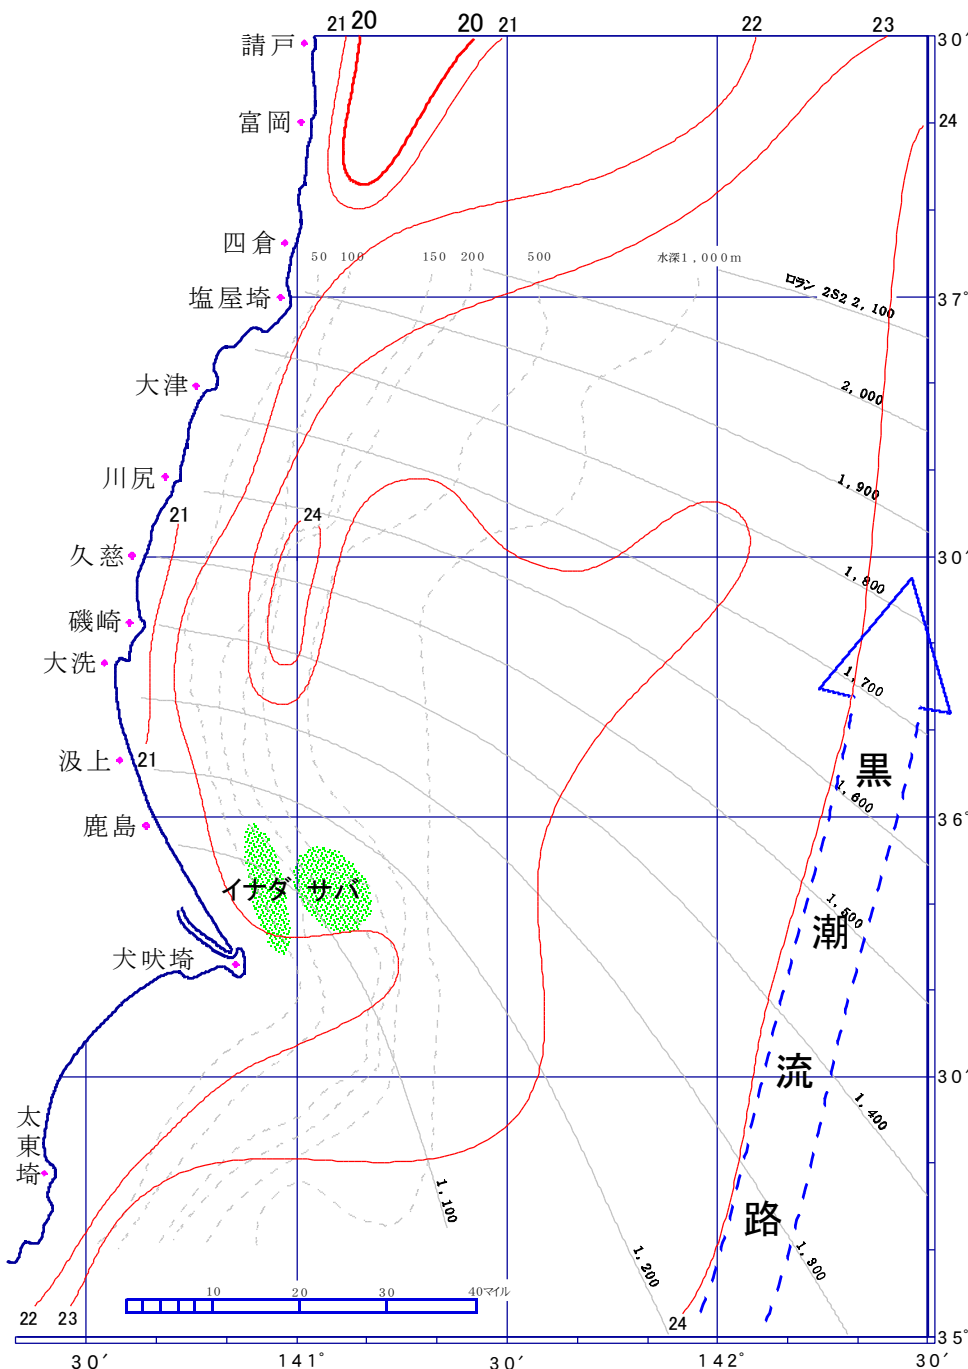 21 20 20 21 22 23
請戸
30′
富岡
24
四倉
50 100 150 200 500 水深1,000m
塩屋埼
ロラン 2S2 2,100
37°
大津
2,000
川尻
1,900
21 24
久慈
30′
1,800
磯崎
大洗
1,700
汲上 21
黒
1,600
鹿島
36°
イナダ サバ
1,500
潮
犬吠埼
流
30′
1,400
太東埼
1,100
路
1,200
1,300
10 20 30 40マイル
22 23 24
35°
30′ 141° 30′ 142° 30′